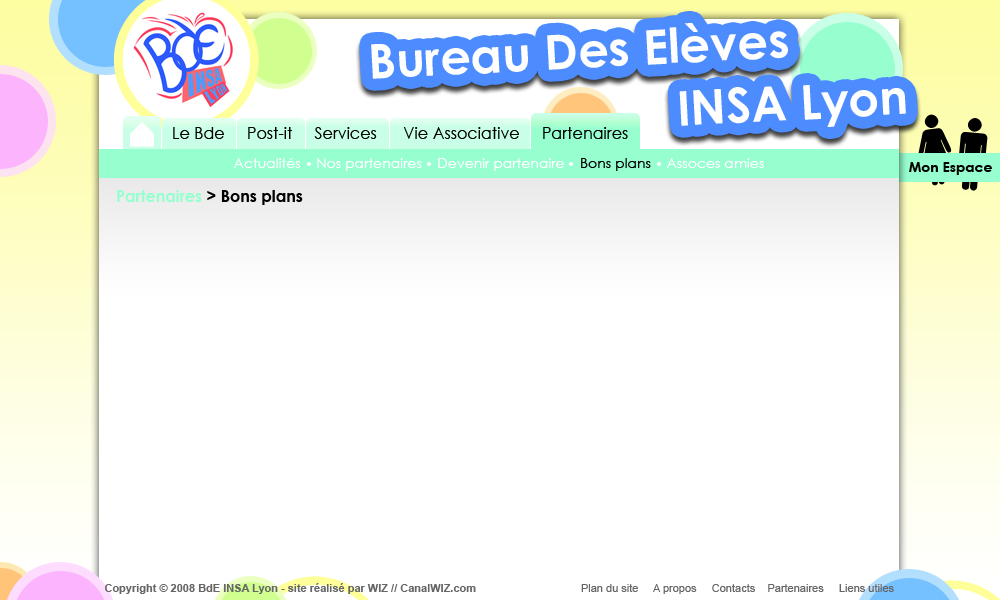 BdE
INSA
Lyon
Bureau Des Elèves
INSA Lyon
Le Bde Post-it Services Vie Associative Partenaires
Actualités • Nos partenaires • Devenir partenaire • Bons plans • Assoces amies
Mon Espace
Partenaires > Bons plans
Copyright © 2008 BdE INSA Lyon - site réalisé par WIZ // CanalWIZ.com
Plan du site A propos Contacts Partenaires Liens utiles